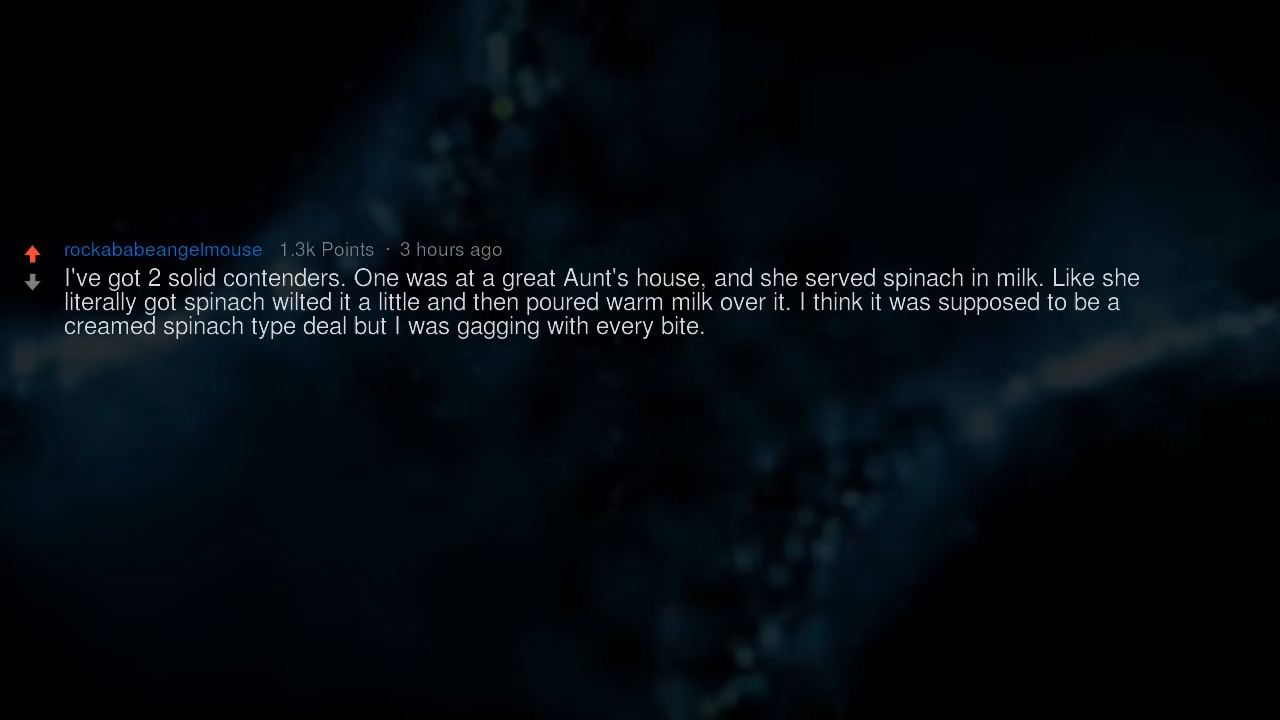 rockababeangelmouse 1.3k Points · 3 hours ago
I've got 2 solid contenders. One was at a great Aunt's house, and she served spinach in milk. Like she
literally got spinach wilted it a little and then poured warm milk over it. I think it was supposed to be a
creamed spinach type deal but I was gagging with every bite.